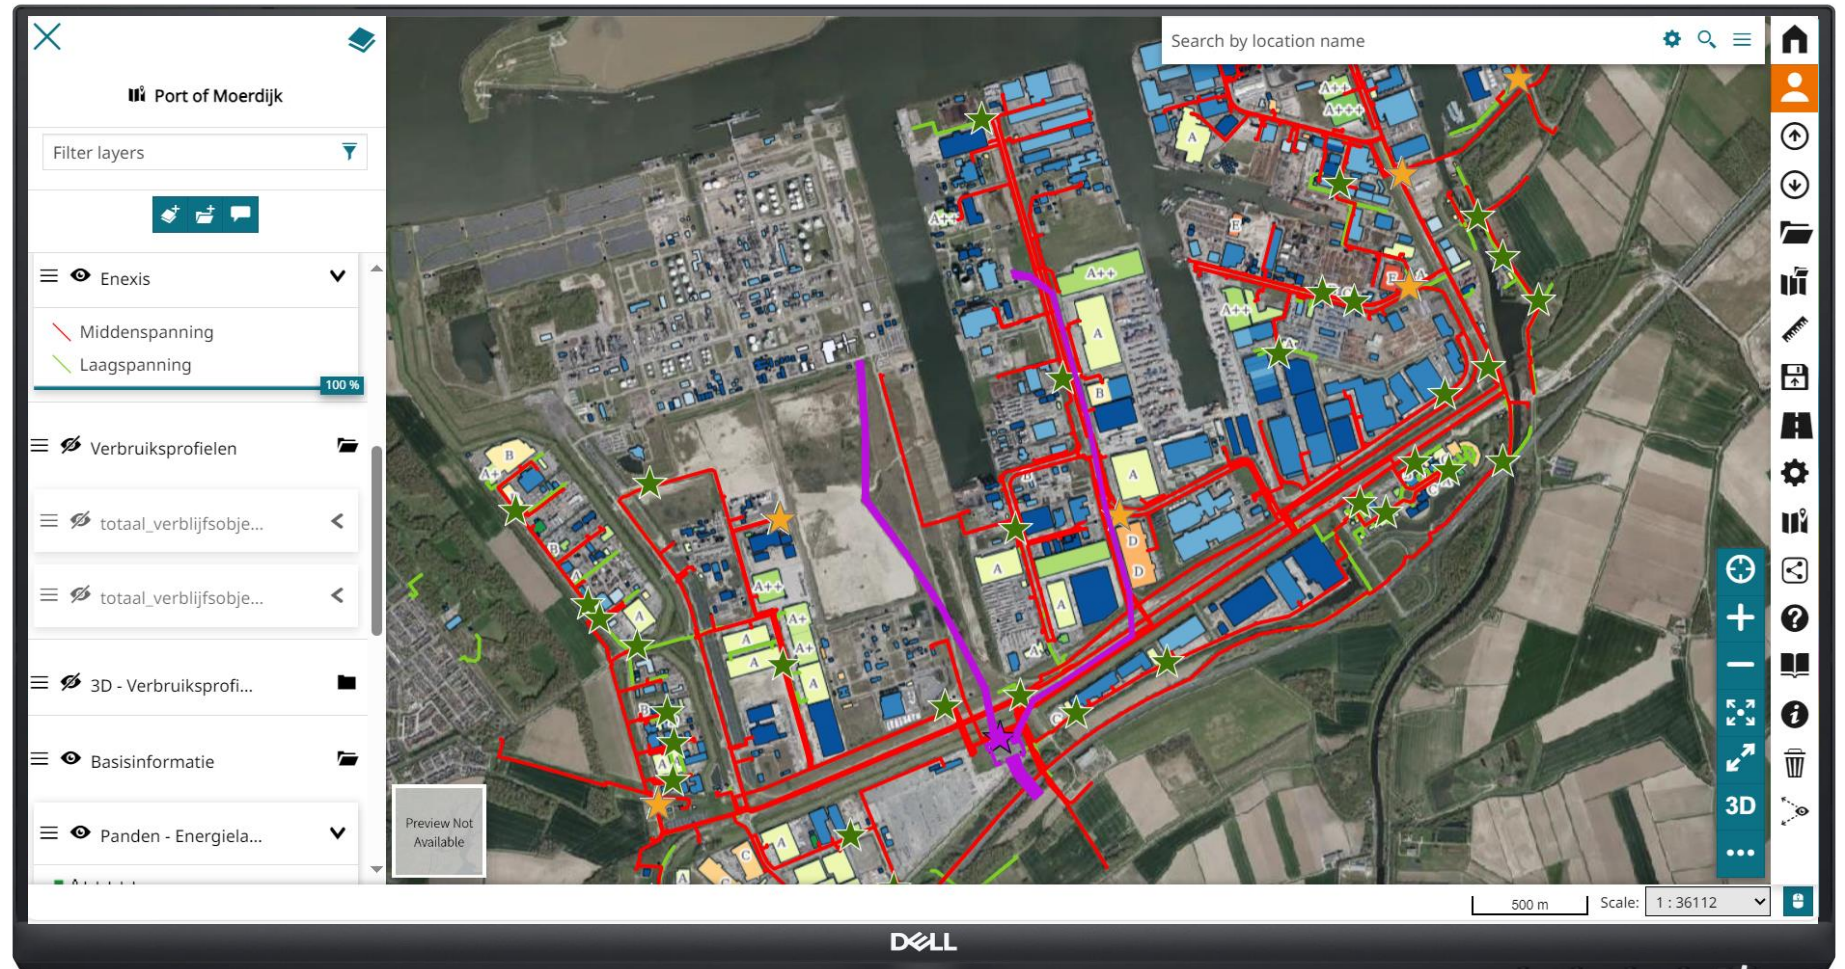 Search by location name
Port of Moerdijk
Filter layers
Enexis
Middenspanning
Laagspanning
100 %
Verbruiksprofielen
totaal_verblijfsobje...
totaal_verblijfsobje...
3D - Verbruiksprofi...
Basisinformatie
Panden - Energiela...
Preview Not
Available
A++
A+++
A
A++
E
A++
E
A
A++
A
A
B
A
B
A+
B
A
A
A++
A+
A
A
A+
A
D
D
A
A
A
C
C
B
A
A
C
A
3D
500 m
Scale:
1 : 36112
DELL